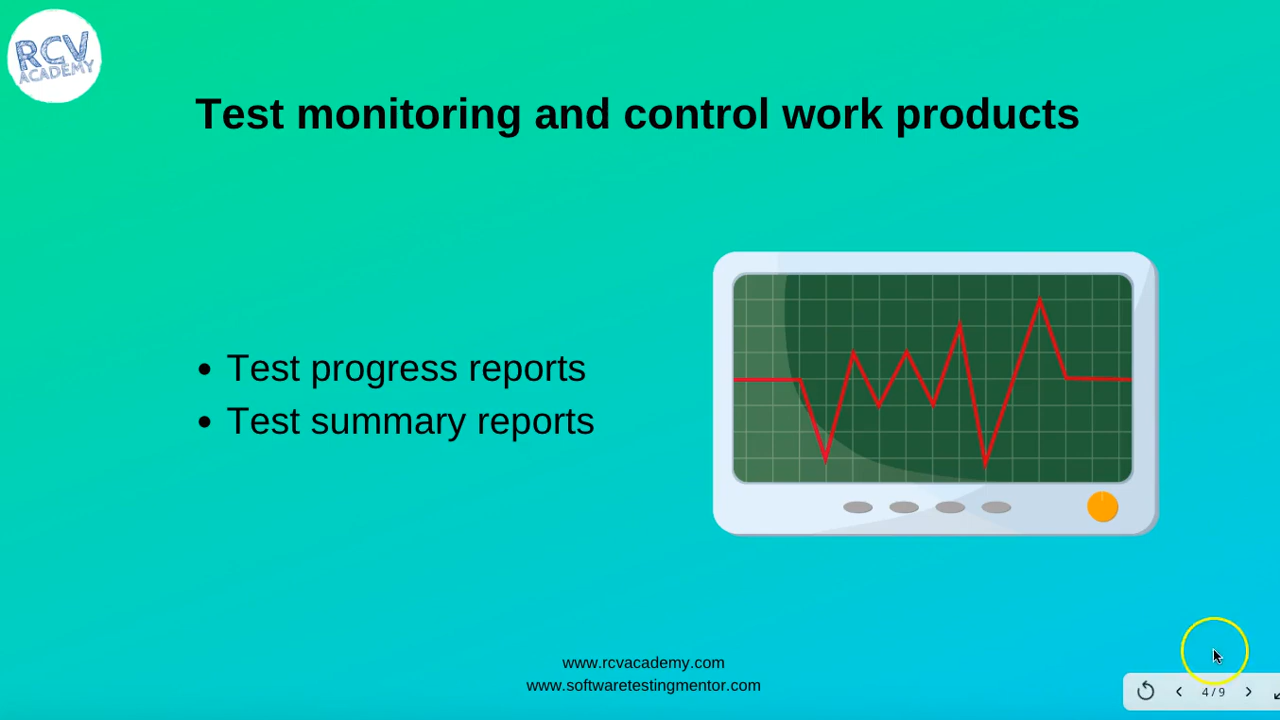 RCV
ACADEMY
Test monitoring and control work products
• Test progress reports
• Test summary reports
www.rcvacademy.com
www.softwaretestingmentor.com
4 / 9